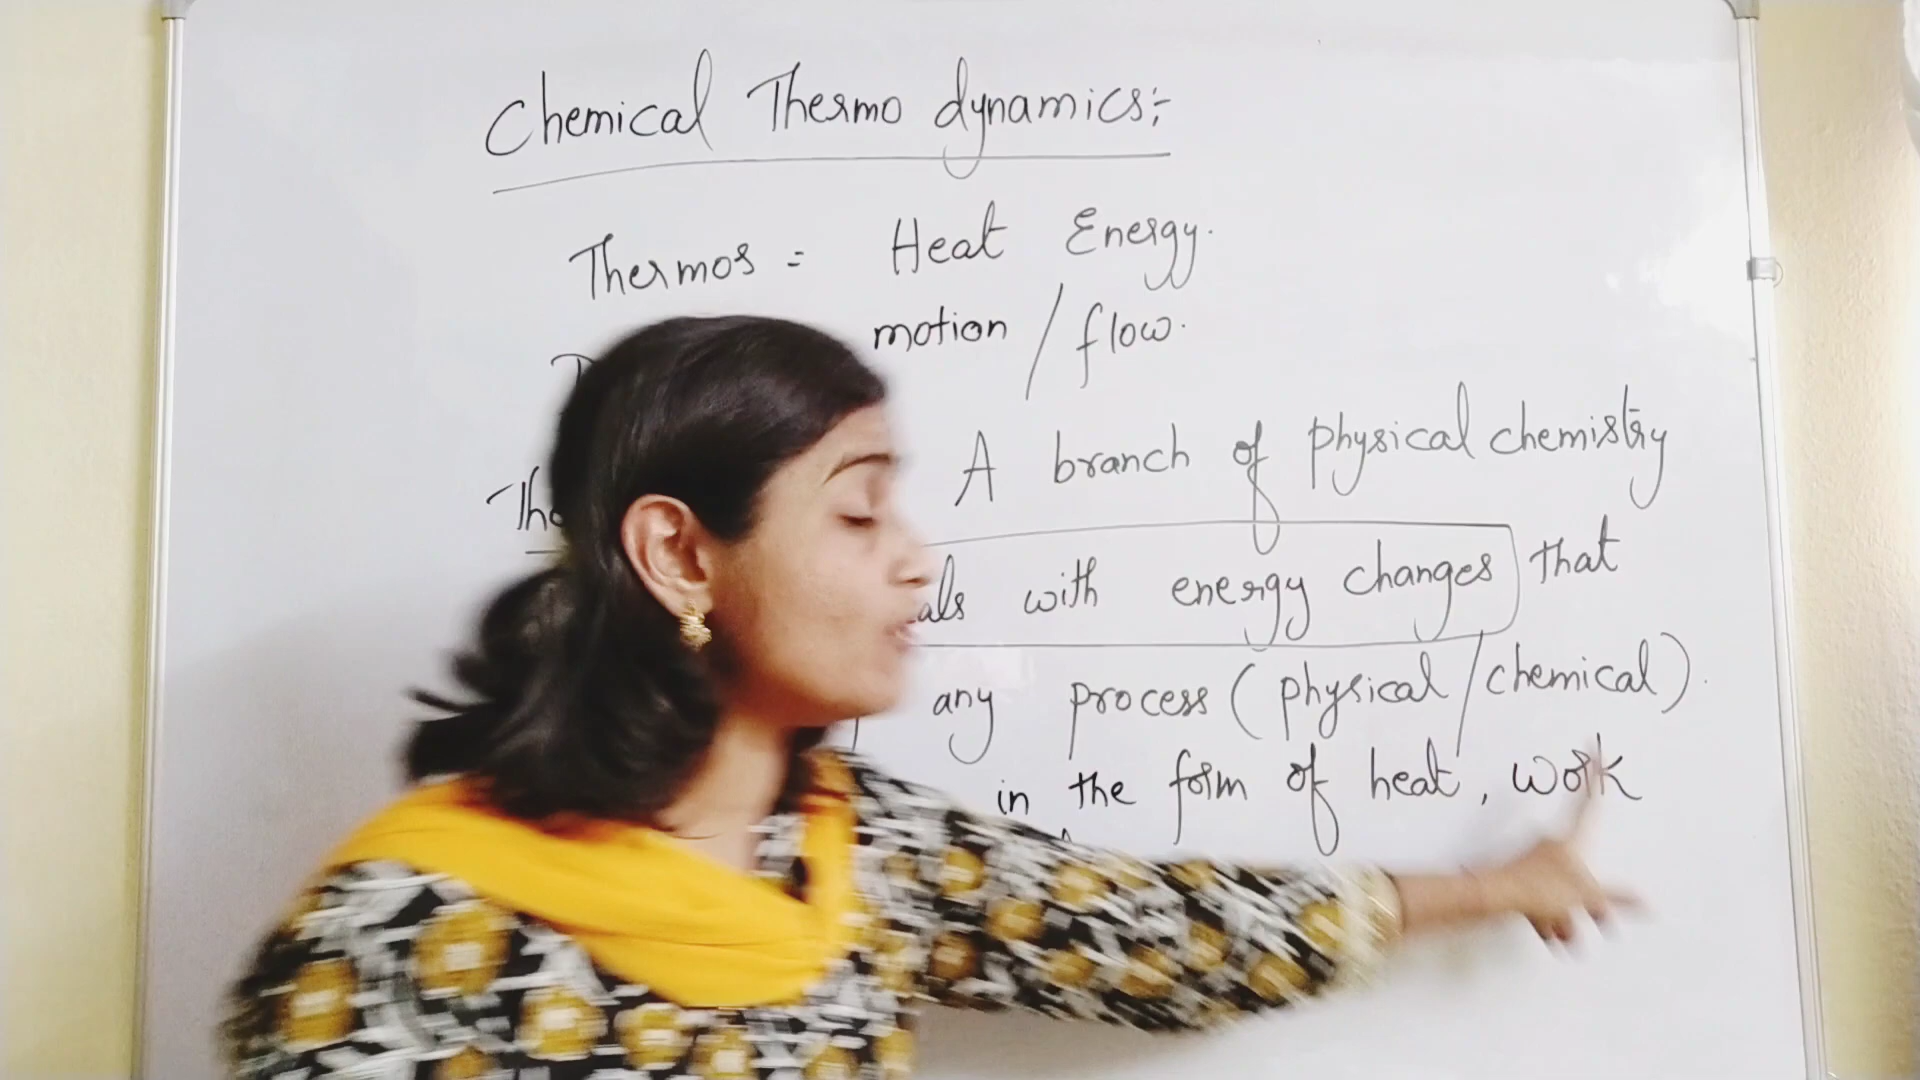 Chemical Thermo dynamics:-
Thermos = Heat Energy.
motion / flow.
A branch of physical chemistry
with energy changes that
any process (physical/chemical).
in the form of heat, work